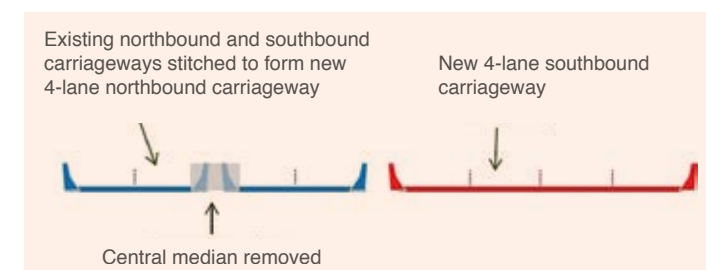 Existing northbound and southbound
carriageways stitched to form new
4-lane northbound carriageway
New 4-lane southbound
carriageway
Central median removed